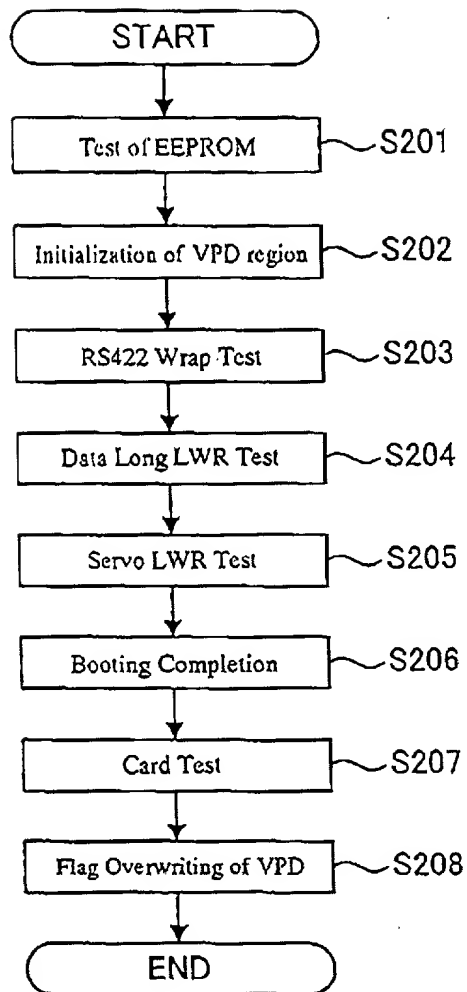 START
Test of EEPROM
S201
Initialization of VPD region
S202
RS422 Wrap Test
S203
Data Long LWR Test
S204
Servo LWR Test
S205
Booting Completion
S206
Card Test
S207
Flag Overwriting of VPD
S208
END